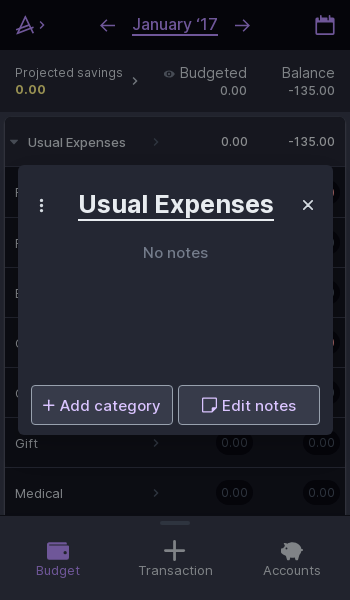 January ‘17
Projected savings
0.00
Budgeted
0.00
Balance
-135.00
Usual Expenses
0.00
-135.00
Usual Expenses
No notes
Add category
Edit notes
Gift
0.00
0.00
Medical
0.00
0.00
Budget
Transaction
Accounts